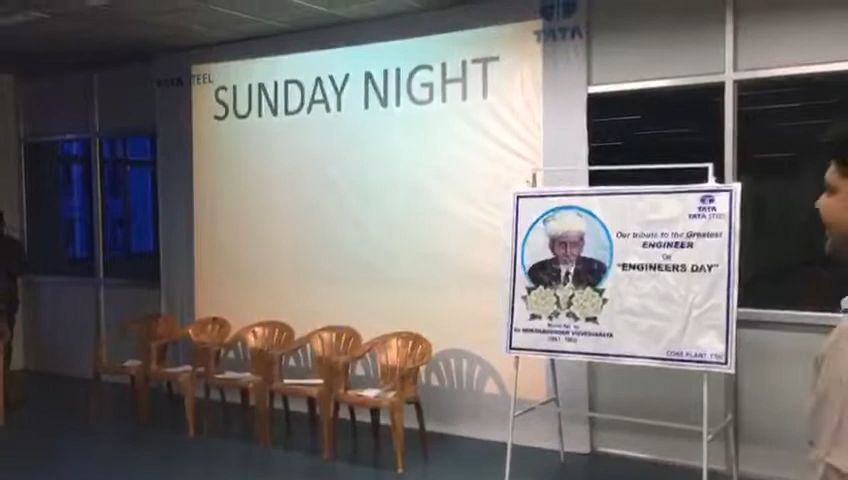 TATA STEEL
SUNDAY NIGHT
TATA
TATA
TATA STEEL
Our tribute to the Greatest
ENGINEER
on
"ENGINEERS DAY"
COKE PLANT, TSK